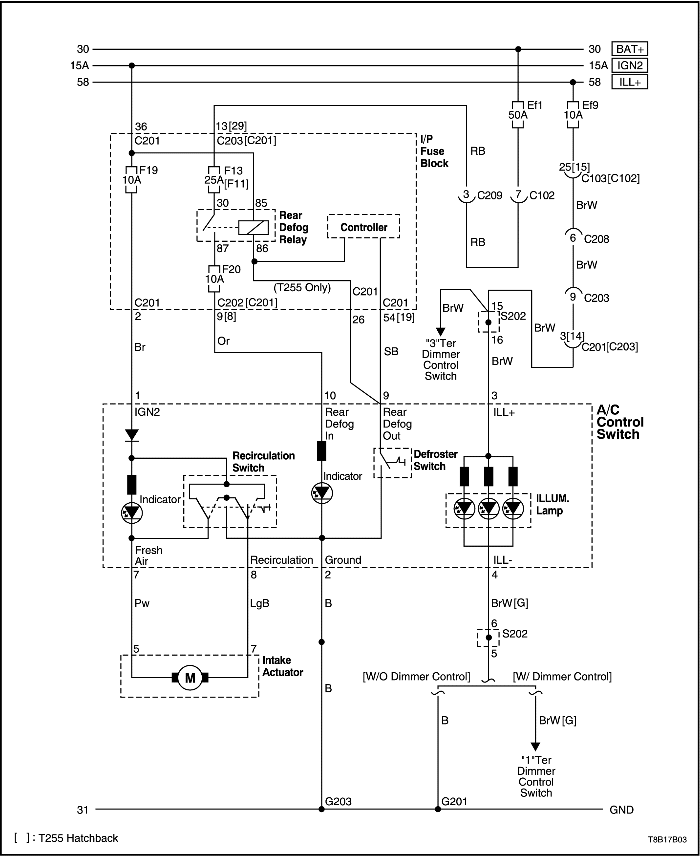 30 30 BAT+
15A 15A IGN2
58 58 ILL+
Ef1
50A
Ef9
10A
36 13[29]
C201 C203[C201]
I/P
Fuse
Block
F19
10A
F13
25A [F11]
RB
25[15]
C103[C102]
3 C209 7 C102
30 85
Rear
Defog
Relay
Controller
BrW
87 86
6 C208
RB
F20
10A
BrW
(T255 Only)
C201
C201 C202[C201] C201
9 C203
2 9[8] 26 54[19]
BrW
15
S202
16
BrW
3[14]
C201[C203]
"3"Ter
Dimmer
Control
Switch
Br Or SB BrW
1 10 9 3
IGN2
Rear
Defog
In
Rear
Defog
Out
ILL+
A/C
Control
Switch
Recirculation
Switch
Defroster
Switch
Indicator
Indicator
ILLUM.
Lamp
Fresh
Air
Recirculation Ground ILL-
7 8 2 4
Pw LgB B BrW[G]
6
S202
5
5 7
Intake
Actuator
M
B
[W/O Dimmer Control] [W/ Dimmer Control]
B BrW[G]
"1"Ter
Dimmer
Control
Switch
31 G203 G201 GND
[ ] : T255 Hatchback
T8B17B03